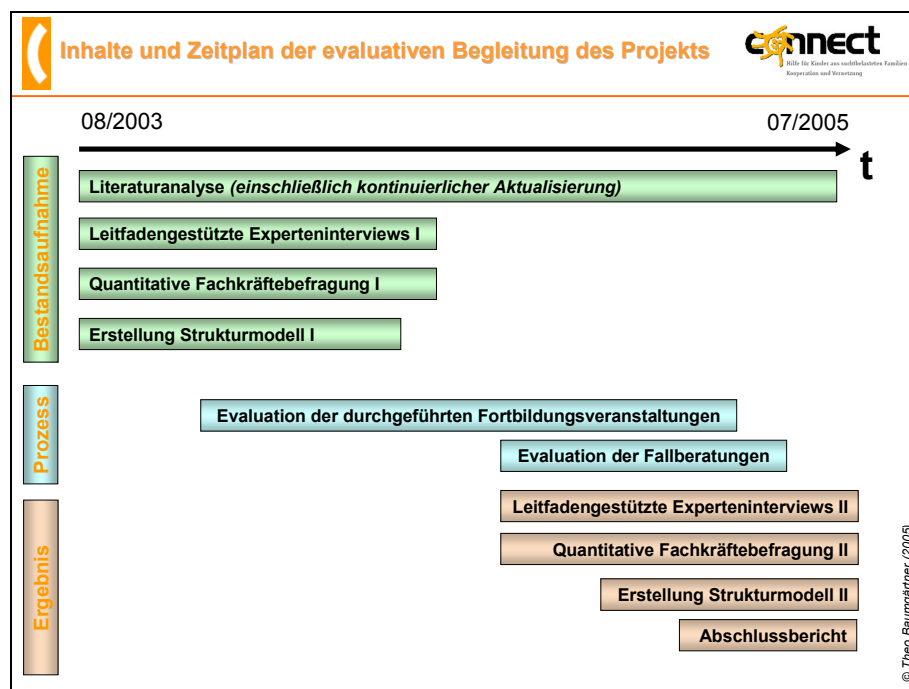 Inhalte und Zeitplan der evaluativen Begleitung des Projekts
connect
Hilfe für Kinder aus suchtbelasteten Familien
Kooperation und Vernetzung
08/2003
07/2005
t
Bestandsaufnahme
Literaturanalyse (einschließlich kontinuierlicher Aktualisierung)
Leitfadengestützte Experteninterviews I
Quantitative Fachkräftebefragung I
Erstellung Strukturmodell I
Prozess
Evaluation der durchgeführten Fortbildungsveranstaltungen
Evaluation der Fallberatungen
Ergebnis
Leitfadengestützte Experteninterviews II
Quantitative Fachkräftebefragung II
Erstellung Strukturmodell II
Abschlussbericht
© Theo Baumgärtner (2005)